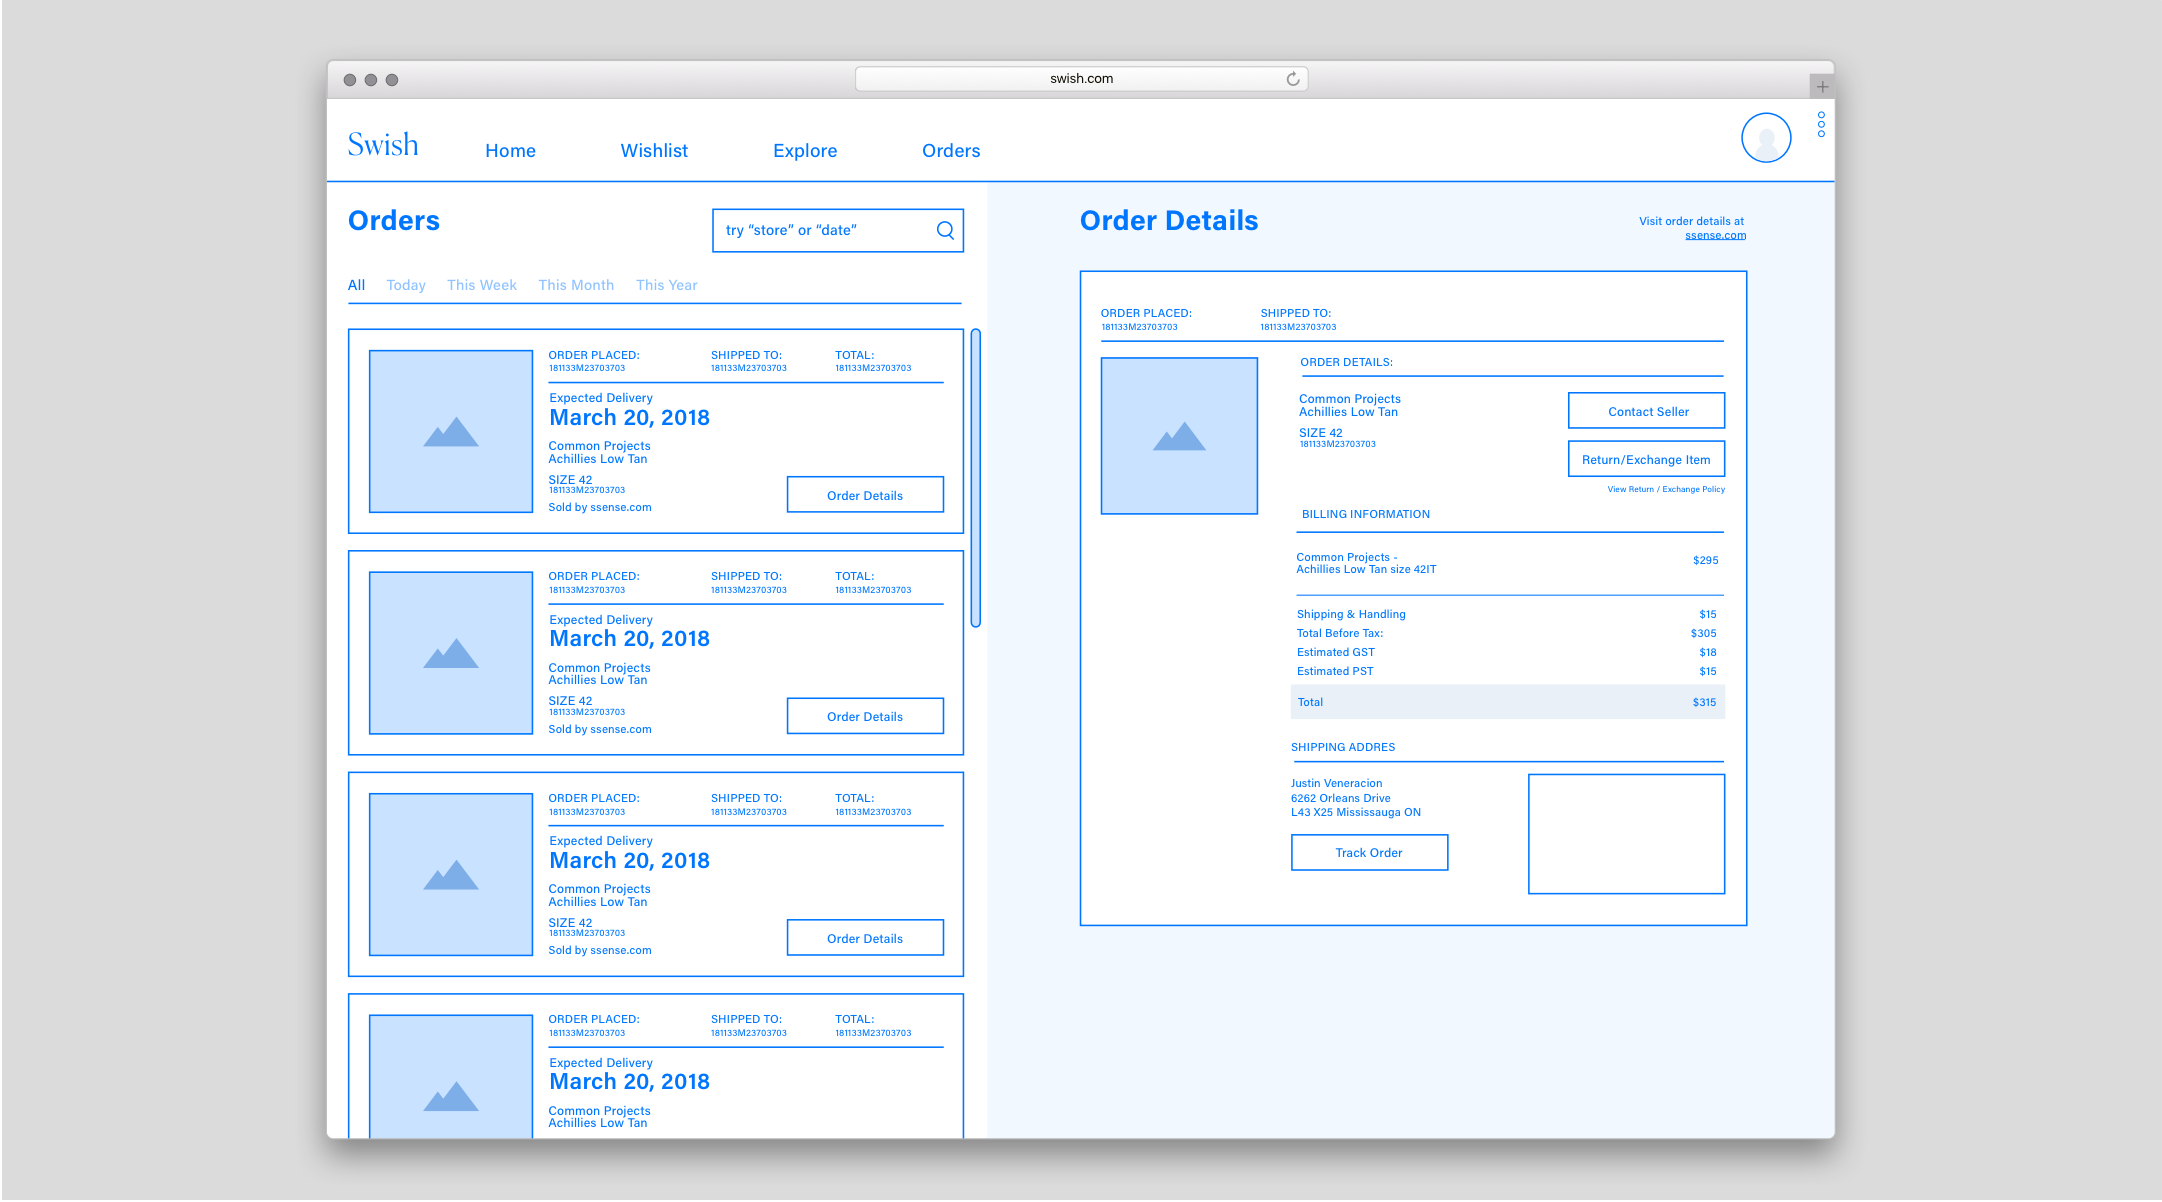 swish.com
Swish
Home
Wishlist
Explore
Orders
Orders
try “store” or “date”
All
Today
This Week
This Month
This Year
ORDER PLACED:
181133M23703703
SHIPPED TO:
181133M23703703
TOTAL:
181133M23703703
Expected Delivery
March 20, 2018
Common Projects
Achillies Low Tan
SIZE 42
181133M23703703
Sold by ssense.com
Order Details
ORDER PLACED:
181133M23703703
SHIPPED TO:
181133M23703703
TOTAL:
181133M23703703
Expected Delivery
March 20, 2018
Common Projects
Achillies Low Tan
SIZE 42
181133M23703703
Sold by ssense.com
Order Details
ORDER PLACED:
181133M23703703
SHIPPED TO:
181133M23703703
TOTAL:
181133M23703703
Expected Delivery
March 20, 2018
Common Projects
Achillies Low Tan
SIZE 42
181133M23703703
Sold by ssense.com
Order Details
ORDER PLACED:
181133M23703703
SHIPPED TO:
181133M23703703
TOTAL:
181133M23703703
Expected Delivery
March 20, 2018
Common Projects
Achillies Low Tan
Order Details
Visit order details at
ssense.com
ORDER PLACED:
181133M23703703
SHIPPED TO:
181133M23703703
ORDER DETAILS:
Common Projects
Achillies Low Tan
SIZE 42
181133M23703703
Contact Seller
Return/Exchange Item
View Return / Exchange Policy
BILLING INFORMATION
Common Projects -
Achillies Low Tan size 42IT
$295
Shipping & Handling $15
Total Before Tax: $305
Estimated GST $18
Estimated PST $15
Total $315
SHIPPING ADDRES
Justin Veneracion
6262 Orleans Drive
L43 X25 Mississauga ON
Track Order